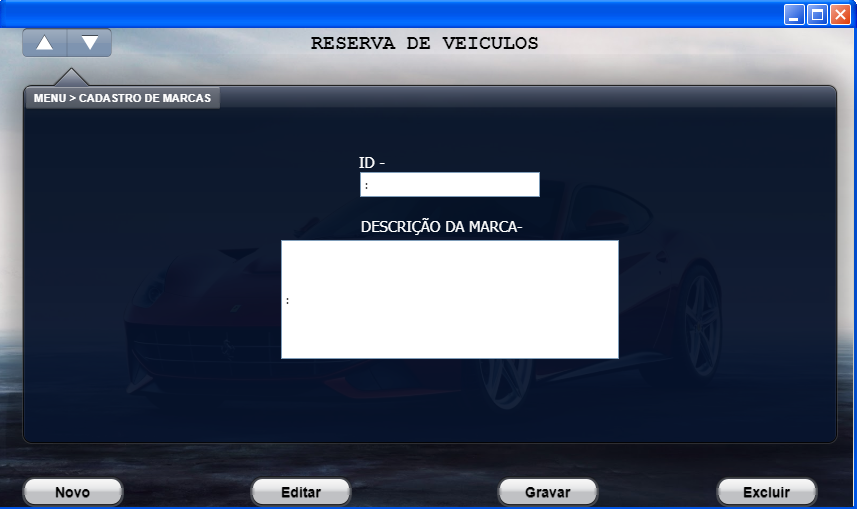 RESERVA DE VEICULOS
MENU > CADASTRO DE MARCAS
ID -
:
DESCRIÇÃO DA MARCA-
:
Novo
Editar
Gravar
Excluir